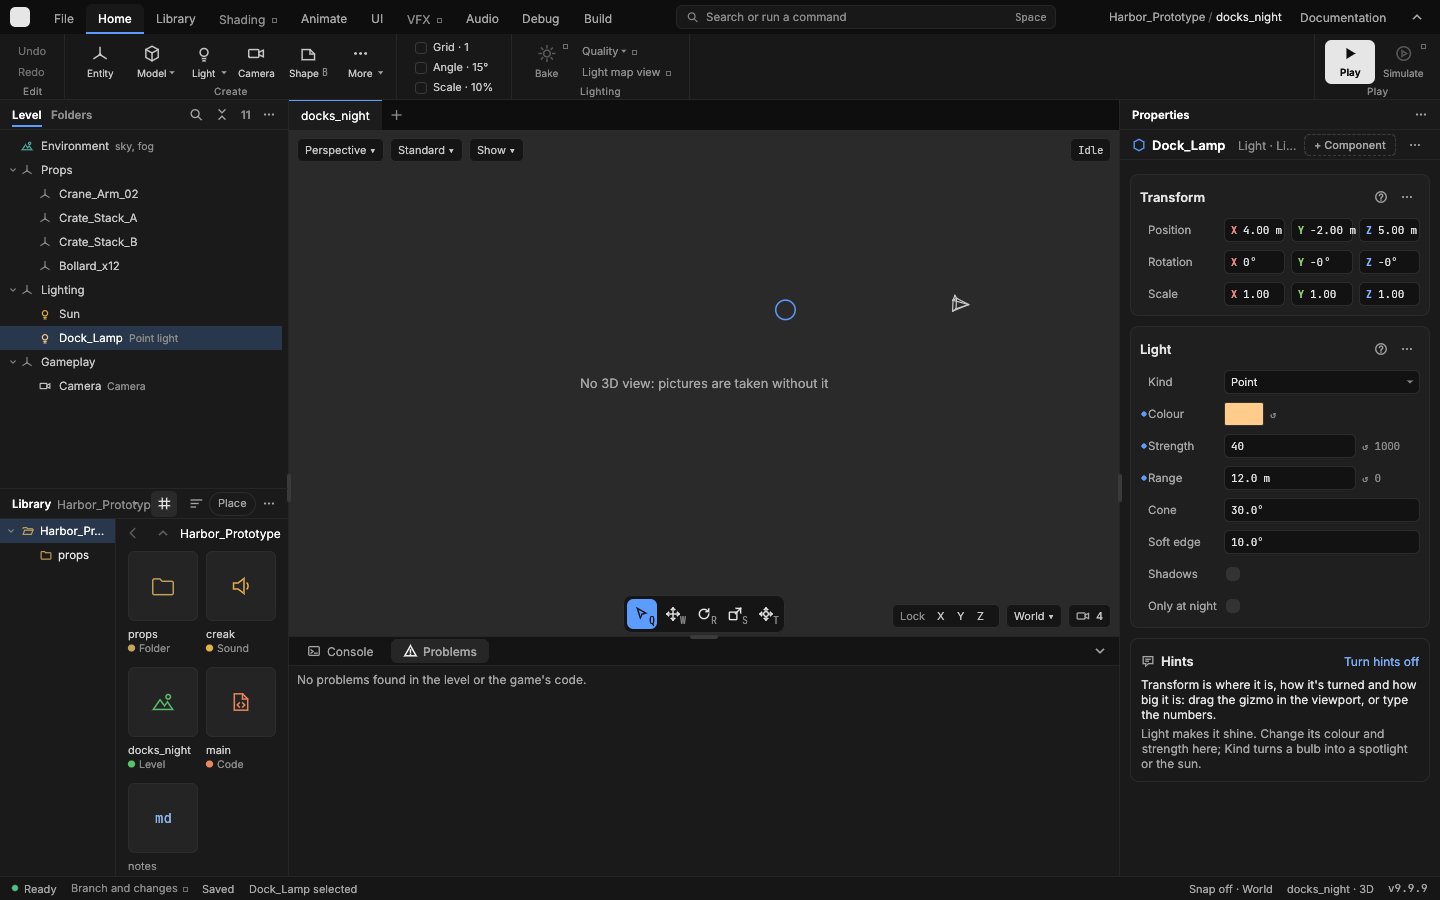 File
Home
Library
Shading
Animate
UI
VFX
Audio
Debug
Build
Search or run a command
Space
Harbor_Prototype / docks_night
Documentation
Undo
Redo
Edit
Entity
Model
Light
Camera
Shape B
More
Create
Grid · 1
Angle · 15°
Scale · 10%
Bake
Quality
Light map view
Lighting
Play
Simulate
Play
Level
Folders
11
docks_night
Properties
Environment sky, fog
Props
Crane_Arm_02
Crate_Stack_A
Crate_Stack_B
Bollard_x12
Lighting
Sun
Dock_Lamp Point light
Gameplay
Camera Camera
Perspective
Standard
Show
Idle
No 3D view: pictures are taken without it
Q
W
R
S
T
Lock X Y Z
World
4
Dock_Lamp
Light · Li...
+ Component
Transform
Position X 4.00 m Y -2.00 m Z 5.00 m
Rotation X 0° Y -0° Z -0°
Scale X 1.00 Y 1.00 Z 1.00
Light
Kind Point
Colour
Strength 40 1000
Range 12.0 m 0
Cone 30.0°
Soft edge 10.0°
Shadows
Only at night
Hints
Turn hints off
Transform is where it is, how it's turned and how
big it is: drag the gizmo in the viewport, or type
the numbers.
Light makes it shine. Change its colour and
strength here; Kind turns a bulb into a spotlight
or the sun.
Library
Harbor_Prototyp
Place
Harbor_Pr...
props
Harbor_Prototype
props
Folder
creak
Sound
docks_night
Level
main
Code
md
notes
Console
Problems
No problems found in the level or the game's code.
Ready
Branch and changes
Saved
Dock_Lamp selected
Snap off · World
docks_night · 3D
v9.9.9